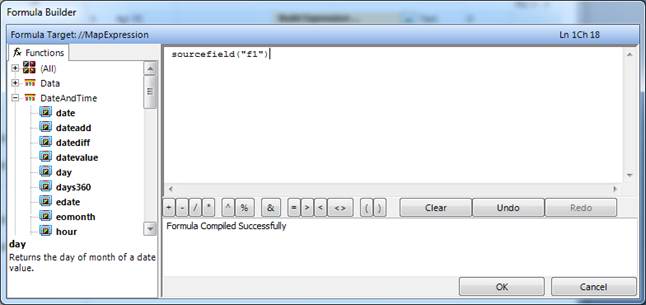 Formula Builder
Formula Target: //MapExpression
Ln 1Ch 18
fx Functions
(All)
Data
DateAndTime
date
dateadd
datediff
datevalue
day
days360
edate
eomonth
hour
day
Returns the day of month of a date
value.
sourcefield("f1")
+ - / * ^ % & = > < <> ( ) Clear Undo Redo
Formula Compiled Successfully
OK Cancel